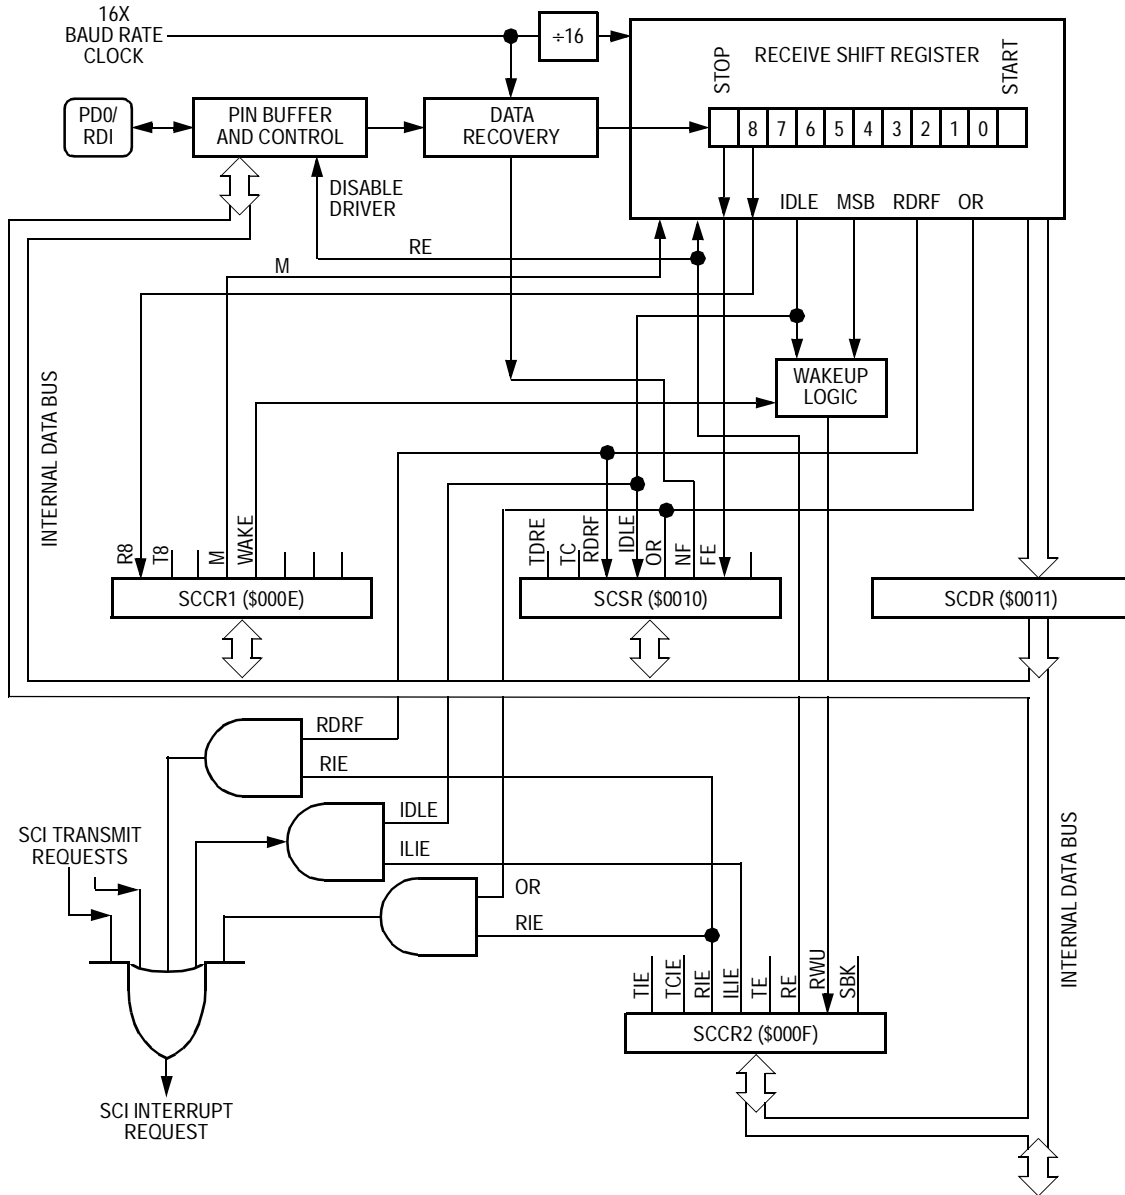 16X
BAUD RATE
CLOCK
÷16
RECEIVE SHIFT REGISTER
STOP
START
PD0/
RDI
PIN BUFFER
AND CONTROL
DATA
RECOVERY
8 7 6 5 4 3 2 1 0
DISABLE
DRIVER
IDLE MSB RDRF OR
RE
M
WAKEUP
LOGIC
INTERNAL DATA BUS
R8
T8
M
WAKE
TDRE
TC
RDRF
IDLE
OR
NF
FE
SCCR1 ($000E)
SCSR ($0010)
SCDR ($0011)
RDRF
RIE
IDLE
ILIE
SCI TRANSMIT
REQUESTS
OR
RIE
INTERNAL DATA BUS
TIE
TCIE
RIE
ILIE
TE
RE
RWU
SBK
SCCR2 ($000F)
SCI INTERRUPT
REQUEST